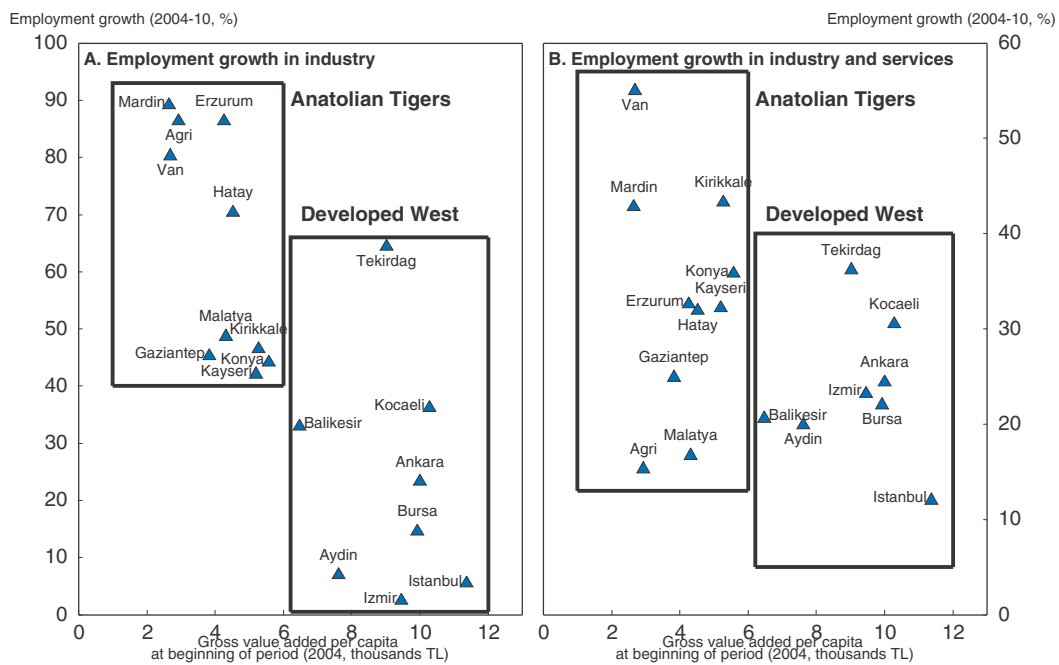 Employment growth (2004-10, %)
Employment growth (2004-10, %)
A. Employment growth in industry
100
90
80
70
60
50
40
30
20
10
0
Anatolian Tigers
Mardin
Erzurum
Agri
Van
Hatay
Developed West
Tekirdag
Malatya
Kirikkale
Gaziantep
Konya
Kayseri
Kocaeli
Balikesir
Ankara
Bursa
Aydin
Istanbul
Izmir
0 2 4 6 8 10 12
Gross value added per capita
at beginning of period (2004, thousands TL)
B. Employment growth in industry and services
Anatolian Tigers
Van
Mardin
Kirikkale
Developed West
Tekirdag
Konya
Kayseri
Erzurum
Hatay
Kocaeli
Gaziantep
Ankara
Izmir
Balikesir
Bursa
Aydin
Malatya
Agri
Istanbul
60
50
40
30
20
10
0
0 2 4 6 8 10 12
Gross value added per capita
at beginning of period (2004, thousands TL)